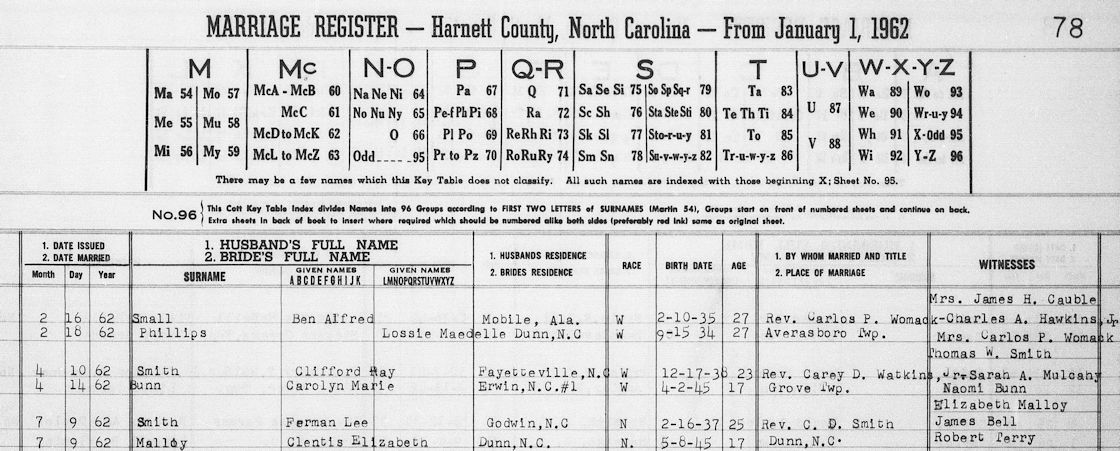 MARRIAGE REGISTER — Harnett County, North Carolina — From January 1, 1962 78
M Mc N-O P Q-R S T U-V W-X-Y-Z
Ma 54 Mo 57 McA - McB 60 Na Ne Ni 64 Pa 67 Q 71 Sa Se Si 75 So Sp Sq-r 79 Ta 83 U 87 Wa 89 Wo 93
Me 55 Mu 58 McC 61 No Nu Ny 65 Pe-f Ph Pi 68 Ra 72 Sc Sh 76 Sta Ste Sti 80 Te Th Ti 84 V 88 We 90 Wr-u-y 94
Mi 56 My 59 McD to McK 62 O 66 Pl Po 69 Re Rh Ri 73 Sk Sl 77 Sto-r-u-y 81 To 85 Wh 91 X-Odd 95
McL to McZ 63 Odd ---- 95 Pr to Pz 70 Ro Ru Ry 74 Sm Sn 78 Su-v-w-y-z 82 Tr-u-w-y-z 86 Wi 92 Y-Z 96
There may be a few names which this Key Table does not classify. All such names are indexed with those beginning X; Sheet No. 95.
No.96 { This Cott Key Table Index divides Names into 96 Groups according to FIRST TWO LETTERS of SURNAMES (Martin 54), Groups start on front of numbered sheets and continue on back.
Extra sheets in back of book to insert where required which should be numbered alike both sides (preferably red ink) same as original sheet.
1. DATE ISSUED 1. HUSBAND'S FULL NAME 1. HUSBANDS RESIDENCE RACE BIRTH DATE AGE 1. BY WHOM MARRIED AND TITLE WITNESSES
2. DATE MARRIED 2. BRIDE'S FULL NAME 2. BRIDES RESIDENCE 2. PLACE OF MARRIAGE
Month Day Year SURNAME GIVEN NAMES ABCDEFGHIJK GIVEN NAMES LMNOPQRSTUVWXYZ
Mrs. James H. Cauble
2 16 62 Small Ben Alfred Mobile, Ala. W 2-10-35 27 Rev. Carlos P. Womack-Charles A. Hawkins, Jr
2 18 62 Phillips Lossie Maedelle Dunn,N.C W 9-15 34 27 Averasboro Twp. Mrs. Carlos P. Womack
Thomas W. Smith
4 10 62 Smith Clifford Ray Fayetteville,N.C W 12-17-38 23 Rev. Carey D. Watkins,Jr-Sarah A. Mulcahy
4 14 62 Bunn Carolyn Marie Erwin,N.C.#1 W 4-2-45 17 Grove Twp. Naomi Bunn
Elizabeth Malloy
7 9 62 Smith Ferman Lee Godwin,N.C N 2-16-37 25 Rev. C. D. Smith James Bell
7 9 62 Malloy Clentis Elizabeth Dunn,N.C. N. 5-8-45 17 Dunn,N.C. Robert Terry